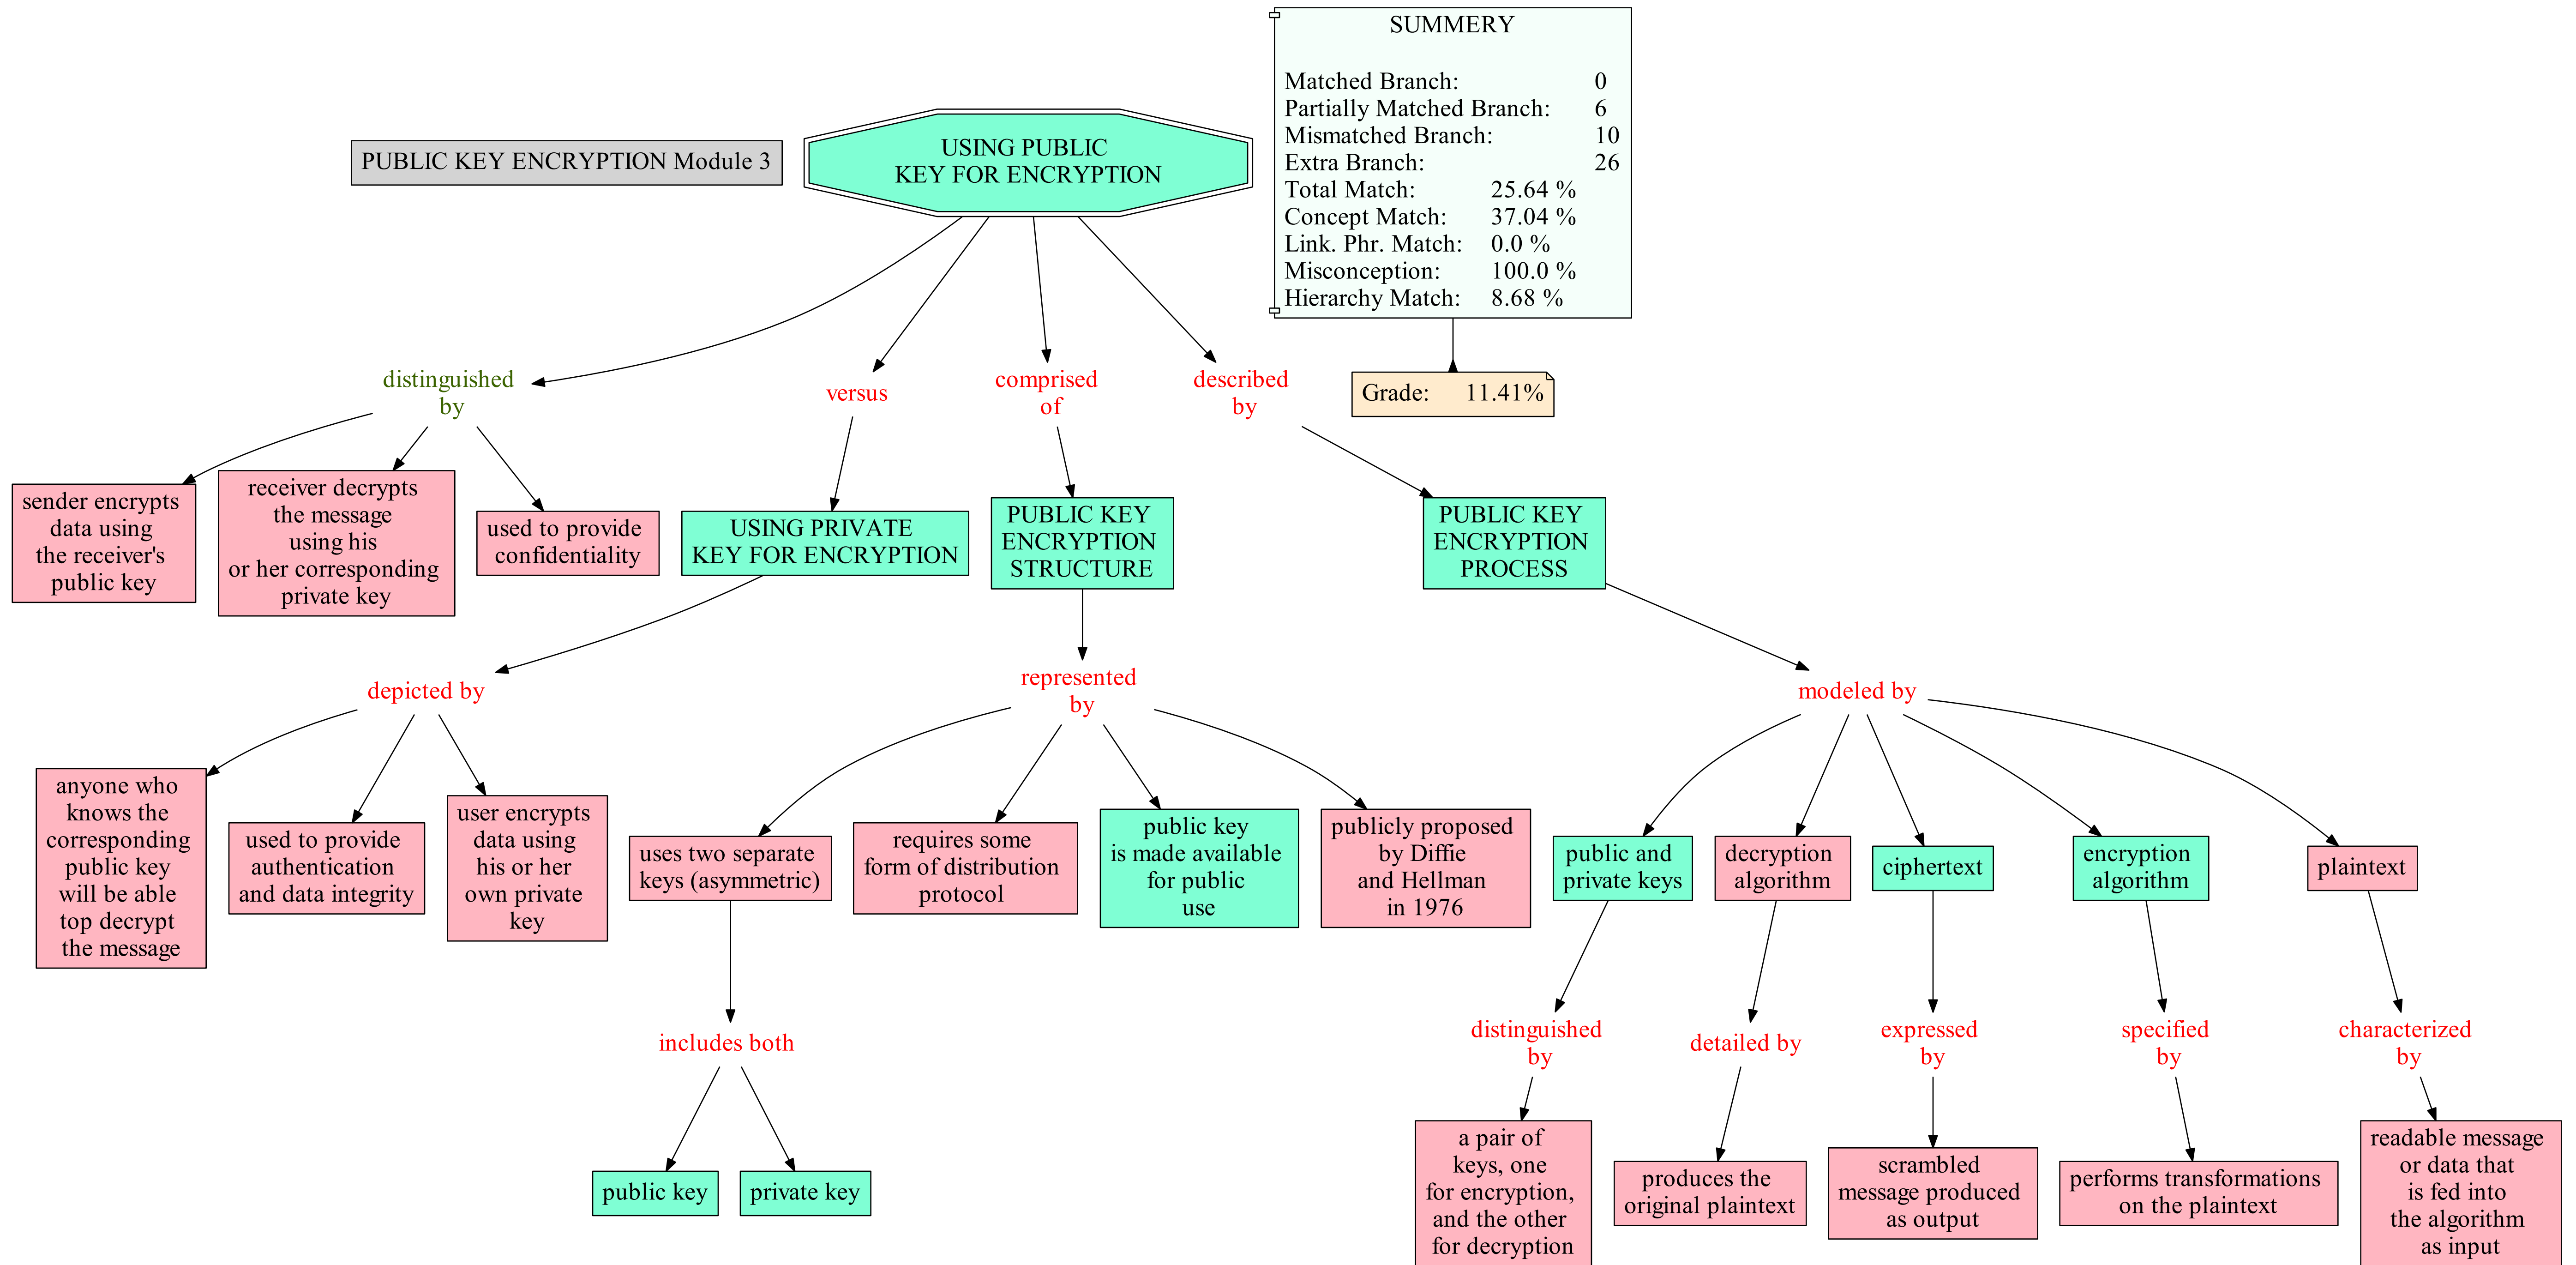 SUMMERY
Matched Branch: 0
Partially Matched Branch: 6
Mismatched Branch: 10
Extra Branch: 26
Total Match: 25.64 %
Concept Match: 37.04 %
Link. Phr. Match: 0.0 %
Misconception: 100.0 %
Hierarchy Match: 8.68 %
PUBLIC KEY ENCRYPTION Module 3
USING PUBLIC
KEY FOR ENCRYPTION
Grade: 11.41%
distinguished
by
versus
comprised
of
described
by
sender encrypts
data using
the receiver's
public key
receiver decrypts
the message
using his
or her corresponding
private key
used to provide
confidentiality
USING PRIVATE
KEY FOR ENCRYPTION
PUBLIC KEY
ENCRYPTION
STRUCTURE
PUBLIC KEY
ENCRYPTION
PROCESS
depicted by
represented
by
modeled by
anyone who
knows the
corresponding
public key
will be able
top decrypt
the message
used to provide
authentication
and data integrity
user encrypts
data using
his or her
own private
key
uses two separate
keys (asymmetric)
requires some
form of distribution
protocol
public key
is made available
for public
use
publicly proposed
by Diffie
and Hellman
in 1976
public and
private keys
decryption
algorithm
ciphertext
encryption
algorithm
plaintext
includes both
distinguished
by
detailed by
expressed
by
specified
by
characterized
by
public key
private key
a pair of
keys, one
for encryption,
and the other
for decryption
produces the
original plaintext
scrambled
message produced
as output
performs transformations
on the plaintext
readable message
or data that
is fed into
the algorithm
as input